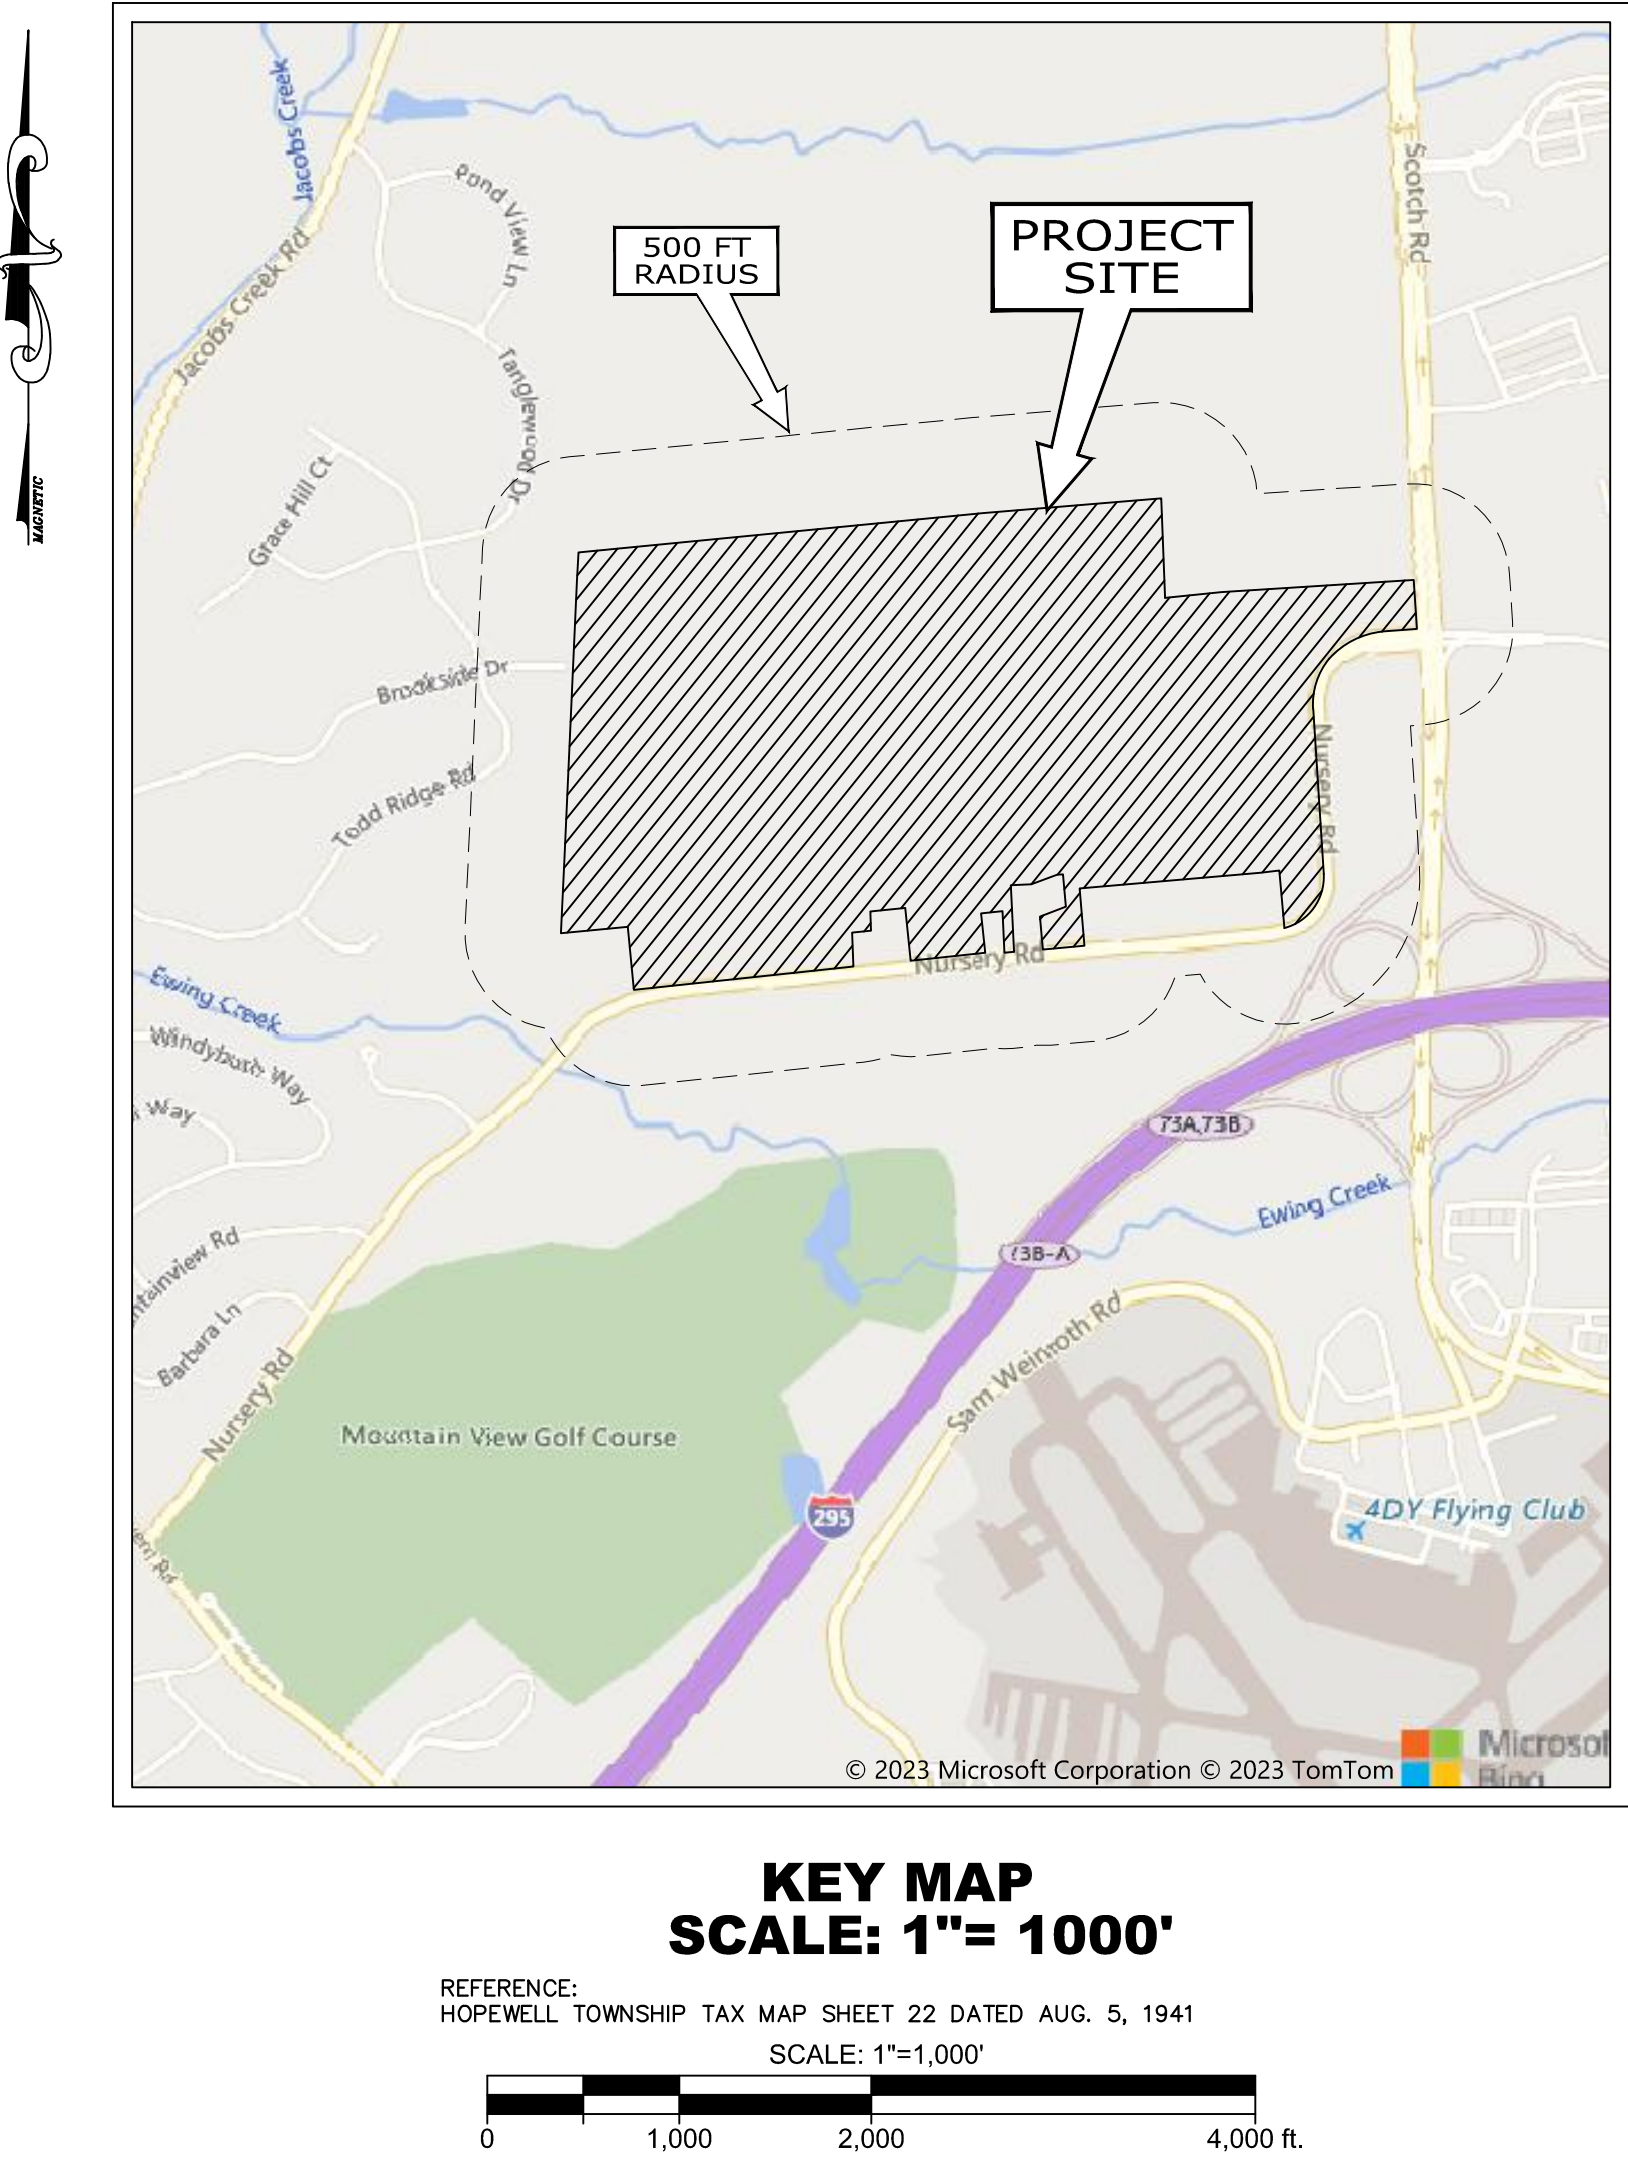 MAGNETIC
Jacobs Creek
Jacobs Creek Rd
Pond View Ln
Tanglewood Dr
Grace Hill Ct
Scotch Rd
500 FT
RADIUS
PROJECT
SITE
Brookside Dr
Todd Ridge Rd
Nursery Rd
Nursery Rd
Ewing Creek
Windybush Way
Way
73A,73B
Ewing Creek
73B-A
Barbara Ln
Nursery Rd
Sam Weinroth Rd
Mountain View Golf Course
295
4DY Flying Club
Rd
© 2023 Microsoft Corporation © 2023 TomTom
KEY MAP
SCALE: 1"= 1000'
REFERENCE:
HOPEWELL TOWNSHIP TAX MAP SHEET 22 DATED AUG. 5, 1941
SCALE: 1"=1,000'
0 1,000 2,000 4,000 ft.